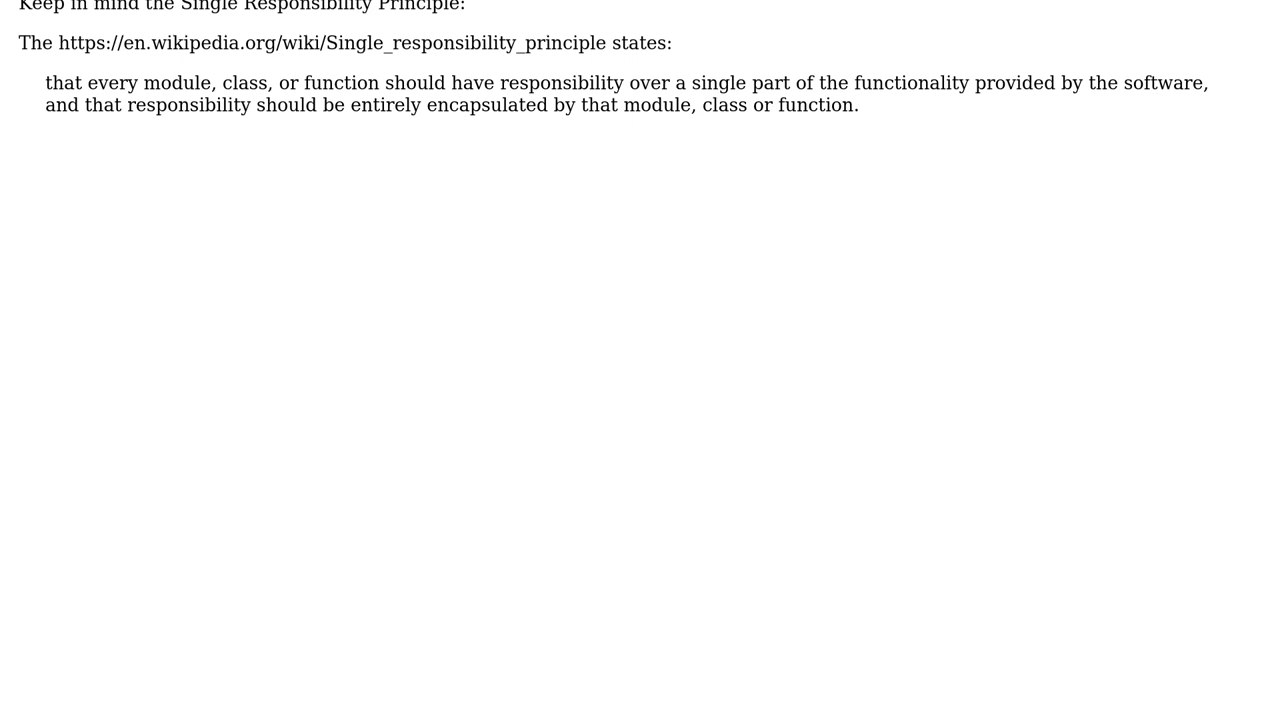 Keep in mind the Single Responsibility Principle:
The https://en.wikipedia.org/wiki/Single_responsibility_principle states:
that every module, class, or function should have responsibility over a single part of the functionality provided by the software,
and that responsibility should be entirely encapsulated by that module, class or function.